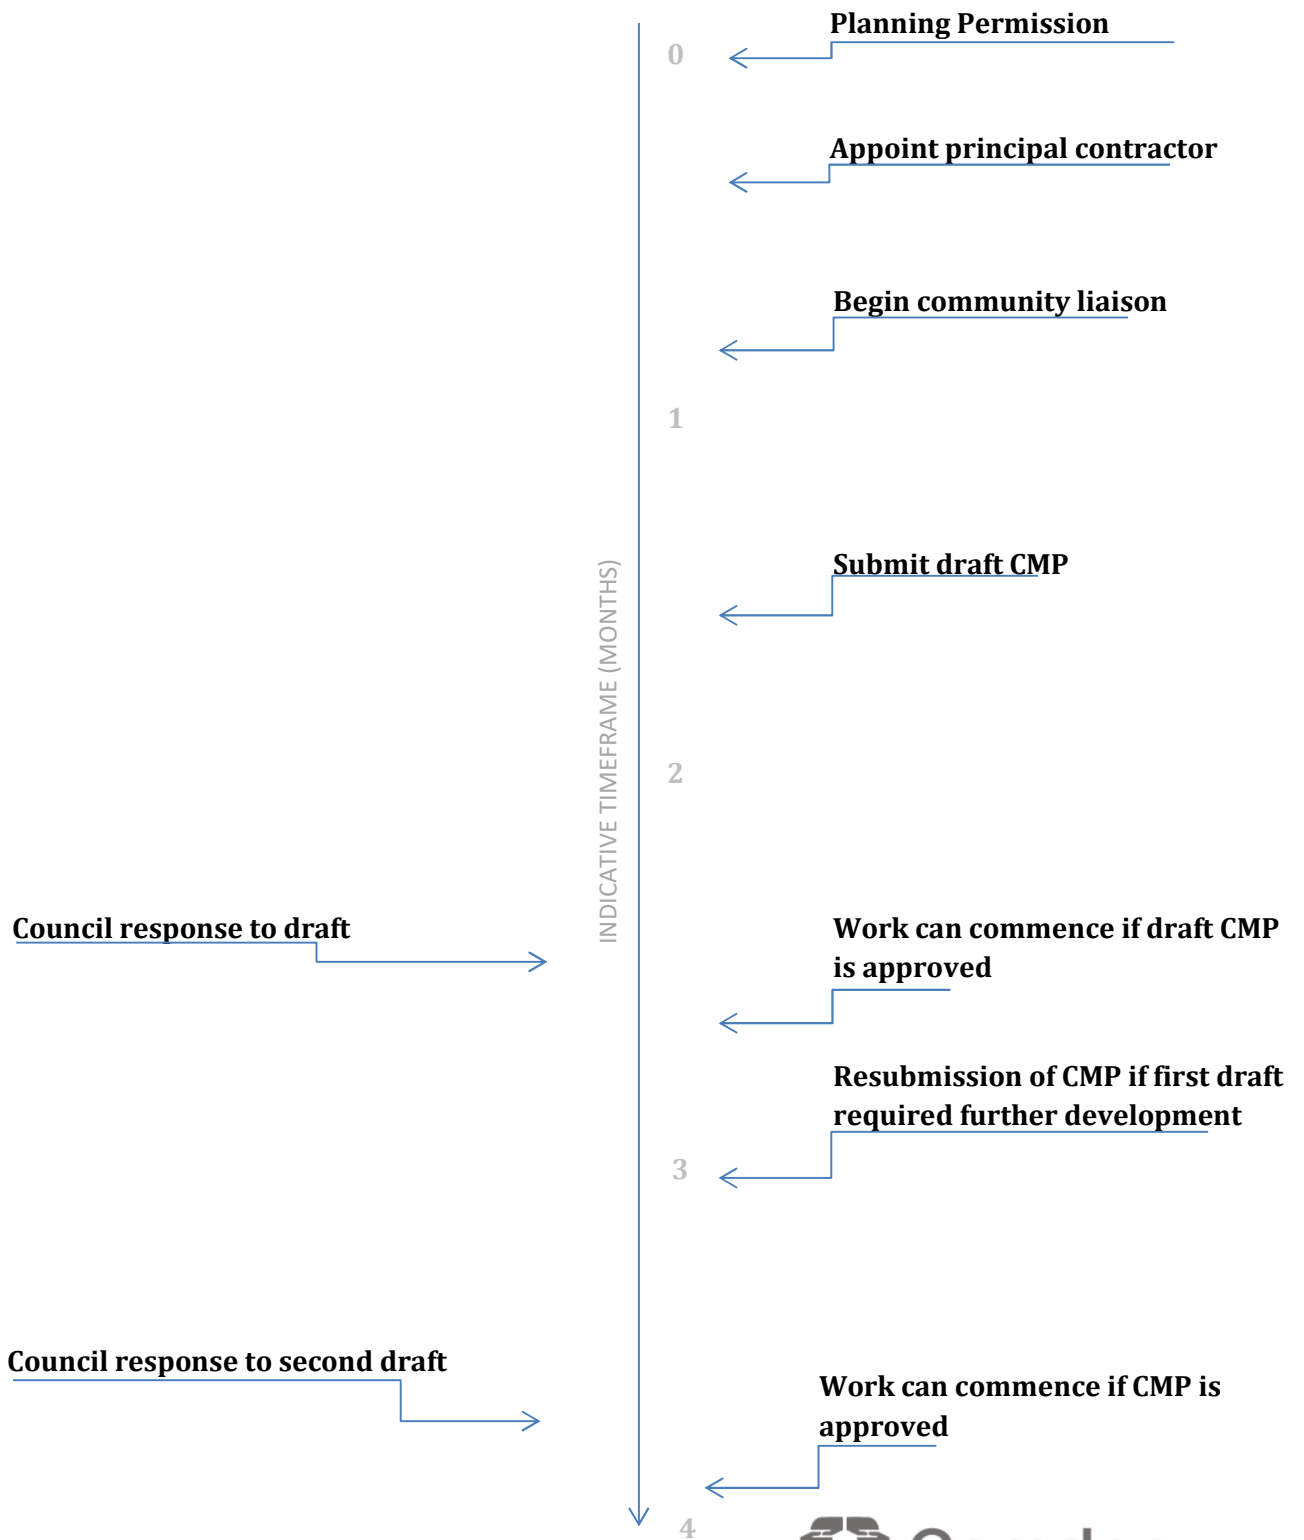 Planning Permission
0
Appoint principal contractor
Begin community liaison
1
Submit draft CMP
INDICATIVE TIMEFRAME (MONTHS)
2
Council response to draft
Work can commence if draft CMP
is approved
Resubmission of CMP if first draft
required further development
3
Council response to second draft
Work can commence if CMP is
approved
4